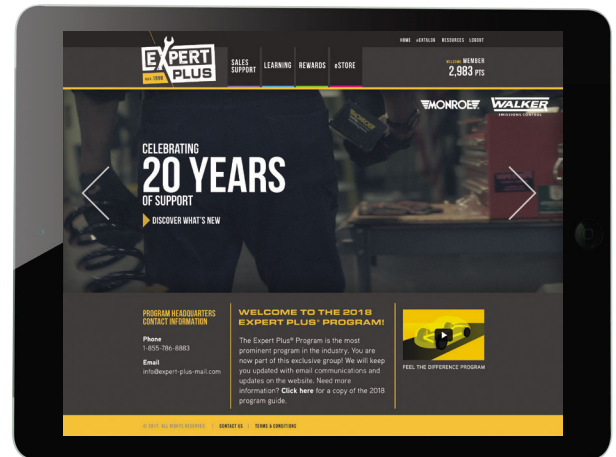 HOME eCATALOG RESOURCES LOGOUT
EXPERT PLUS
SALES SUPPORT
LEARNING
REWARDS
eSTORE
WELCOME MEMBER
2,983 PTS
MONROE
WALKER
EMISSIONS CONTROL
CELEBRATING
20 YEARS
OF SUPPORT
DISCOVER WHAT'S NEW
PROGRAM HEADQUARTERS
CONTACT INFORMATION
Phone
1-855-786-8883
Email
info@expert-plus-mail.com
WELCOME TO THE 2018
EXPERT PLUS® PROGRAM!
The Expert Plus® Program is the most
prominent program in the industry. You are
now part of this exclusive group! We will keep
you updated with email communications and
updates on the website. Need more
information? Click here for a copy of the 2018
program guide.
FEEL THE DIFFERENCE PROGRAM
ALL RIGHTS RESERVED. | CONTACT US | TERMS & CONDITIONS